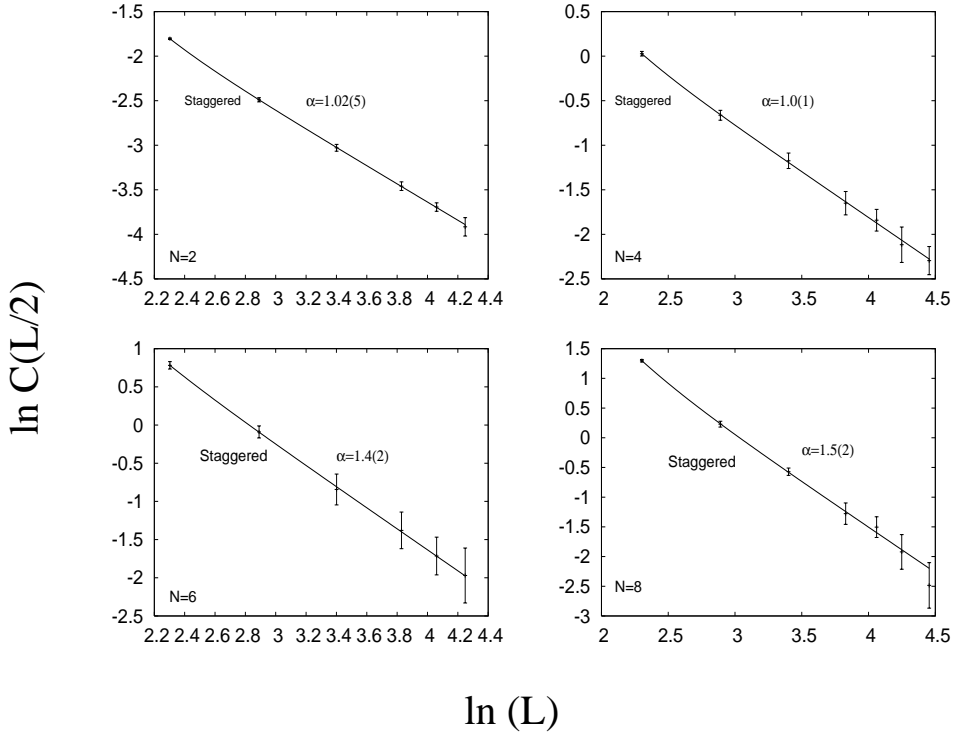 -1.5
-2
-2.5
-3
-3.5
-4
-4.5
2.2 2.4 2.6 2.8 3 3.2 3.4 3.6 3.8 4 4.2 4.4
Staggered
α=1.02(5)
N=2
0.5
0
-0.5
-1
-1.5
-2
-2.5
2 2.5 3 3.5 4 4.5
Staggered
α=1.0(1)
N=4
1
0.5
0
-0.5
-1
-1.5
-2
-2.5
2.2 2.4 2.6 2.8 3 3.2 3.4 3.6 3.8 4 4.2 4.4
Staggered
α=1.4(2)
N=6
1.5
1
0.5
0
-0.5
-1
-1.5
-2
-2.5
-3
2 2.5 3 3.5 4 4.5
Staggered
α=1.5(2)
N=8
ln C(L/2)
ln (L)